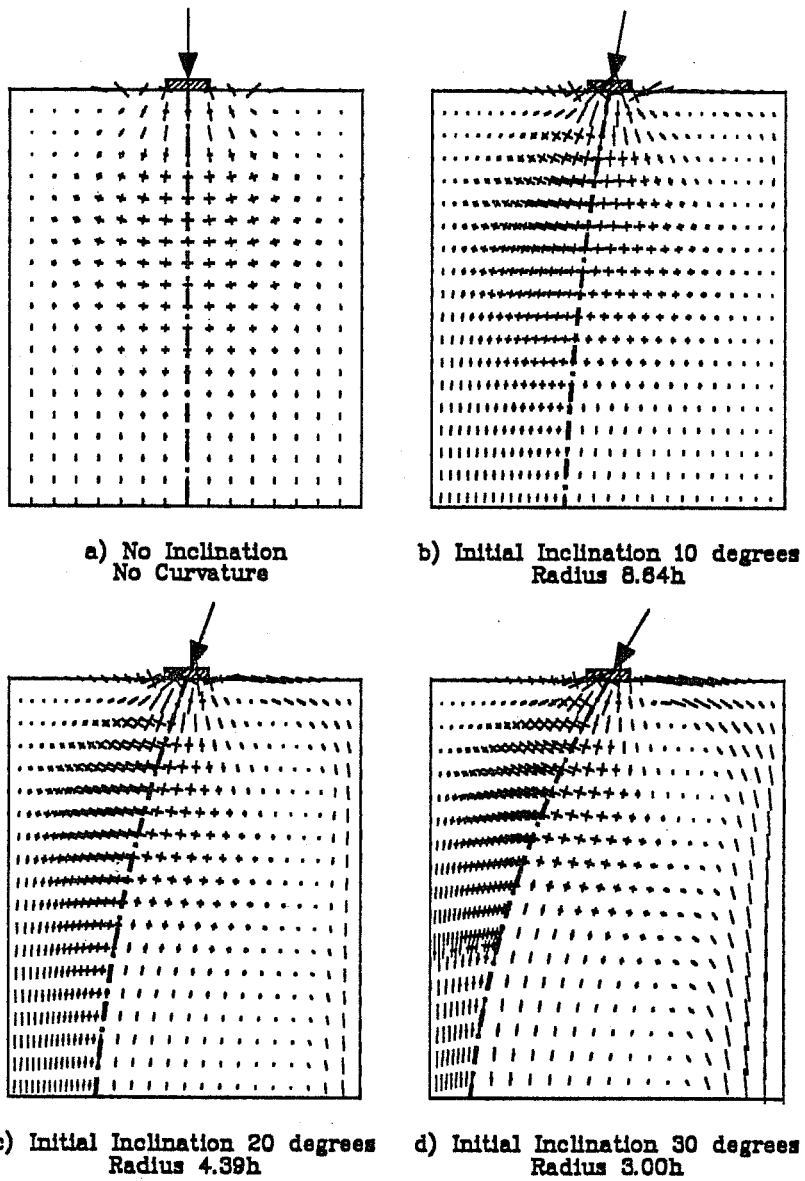 a) No Inclination
No Curvature
b) Initial Inclination 10 degrees
Radius 8.64h
c) Initial Inclination 20 degrees
Radius 4.39h
d) Initial Inclination 30 degrees
Radius 3.00h